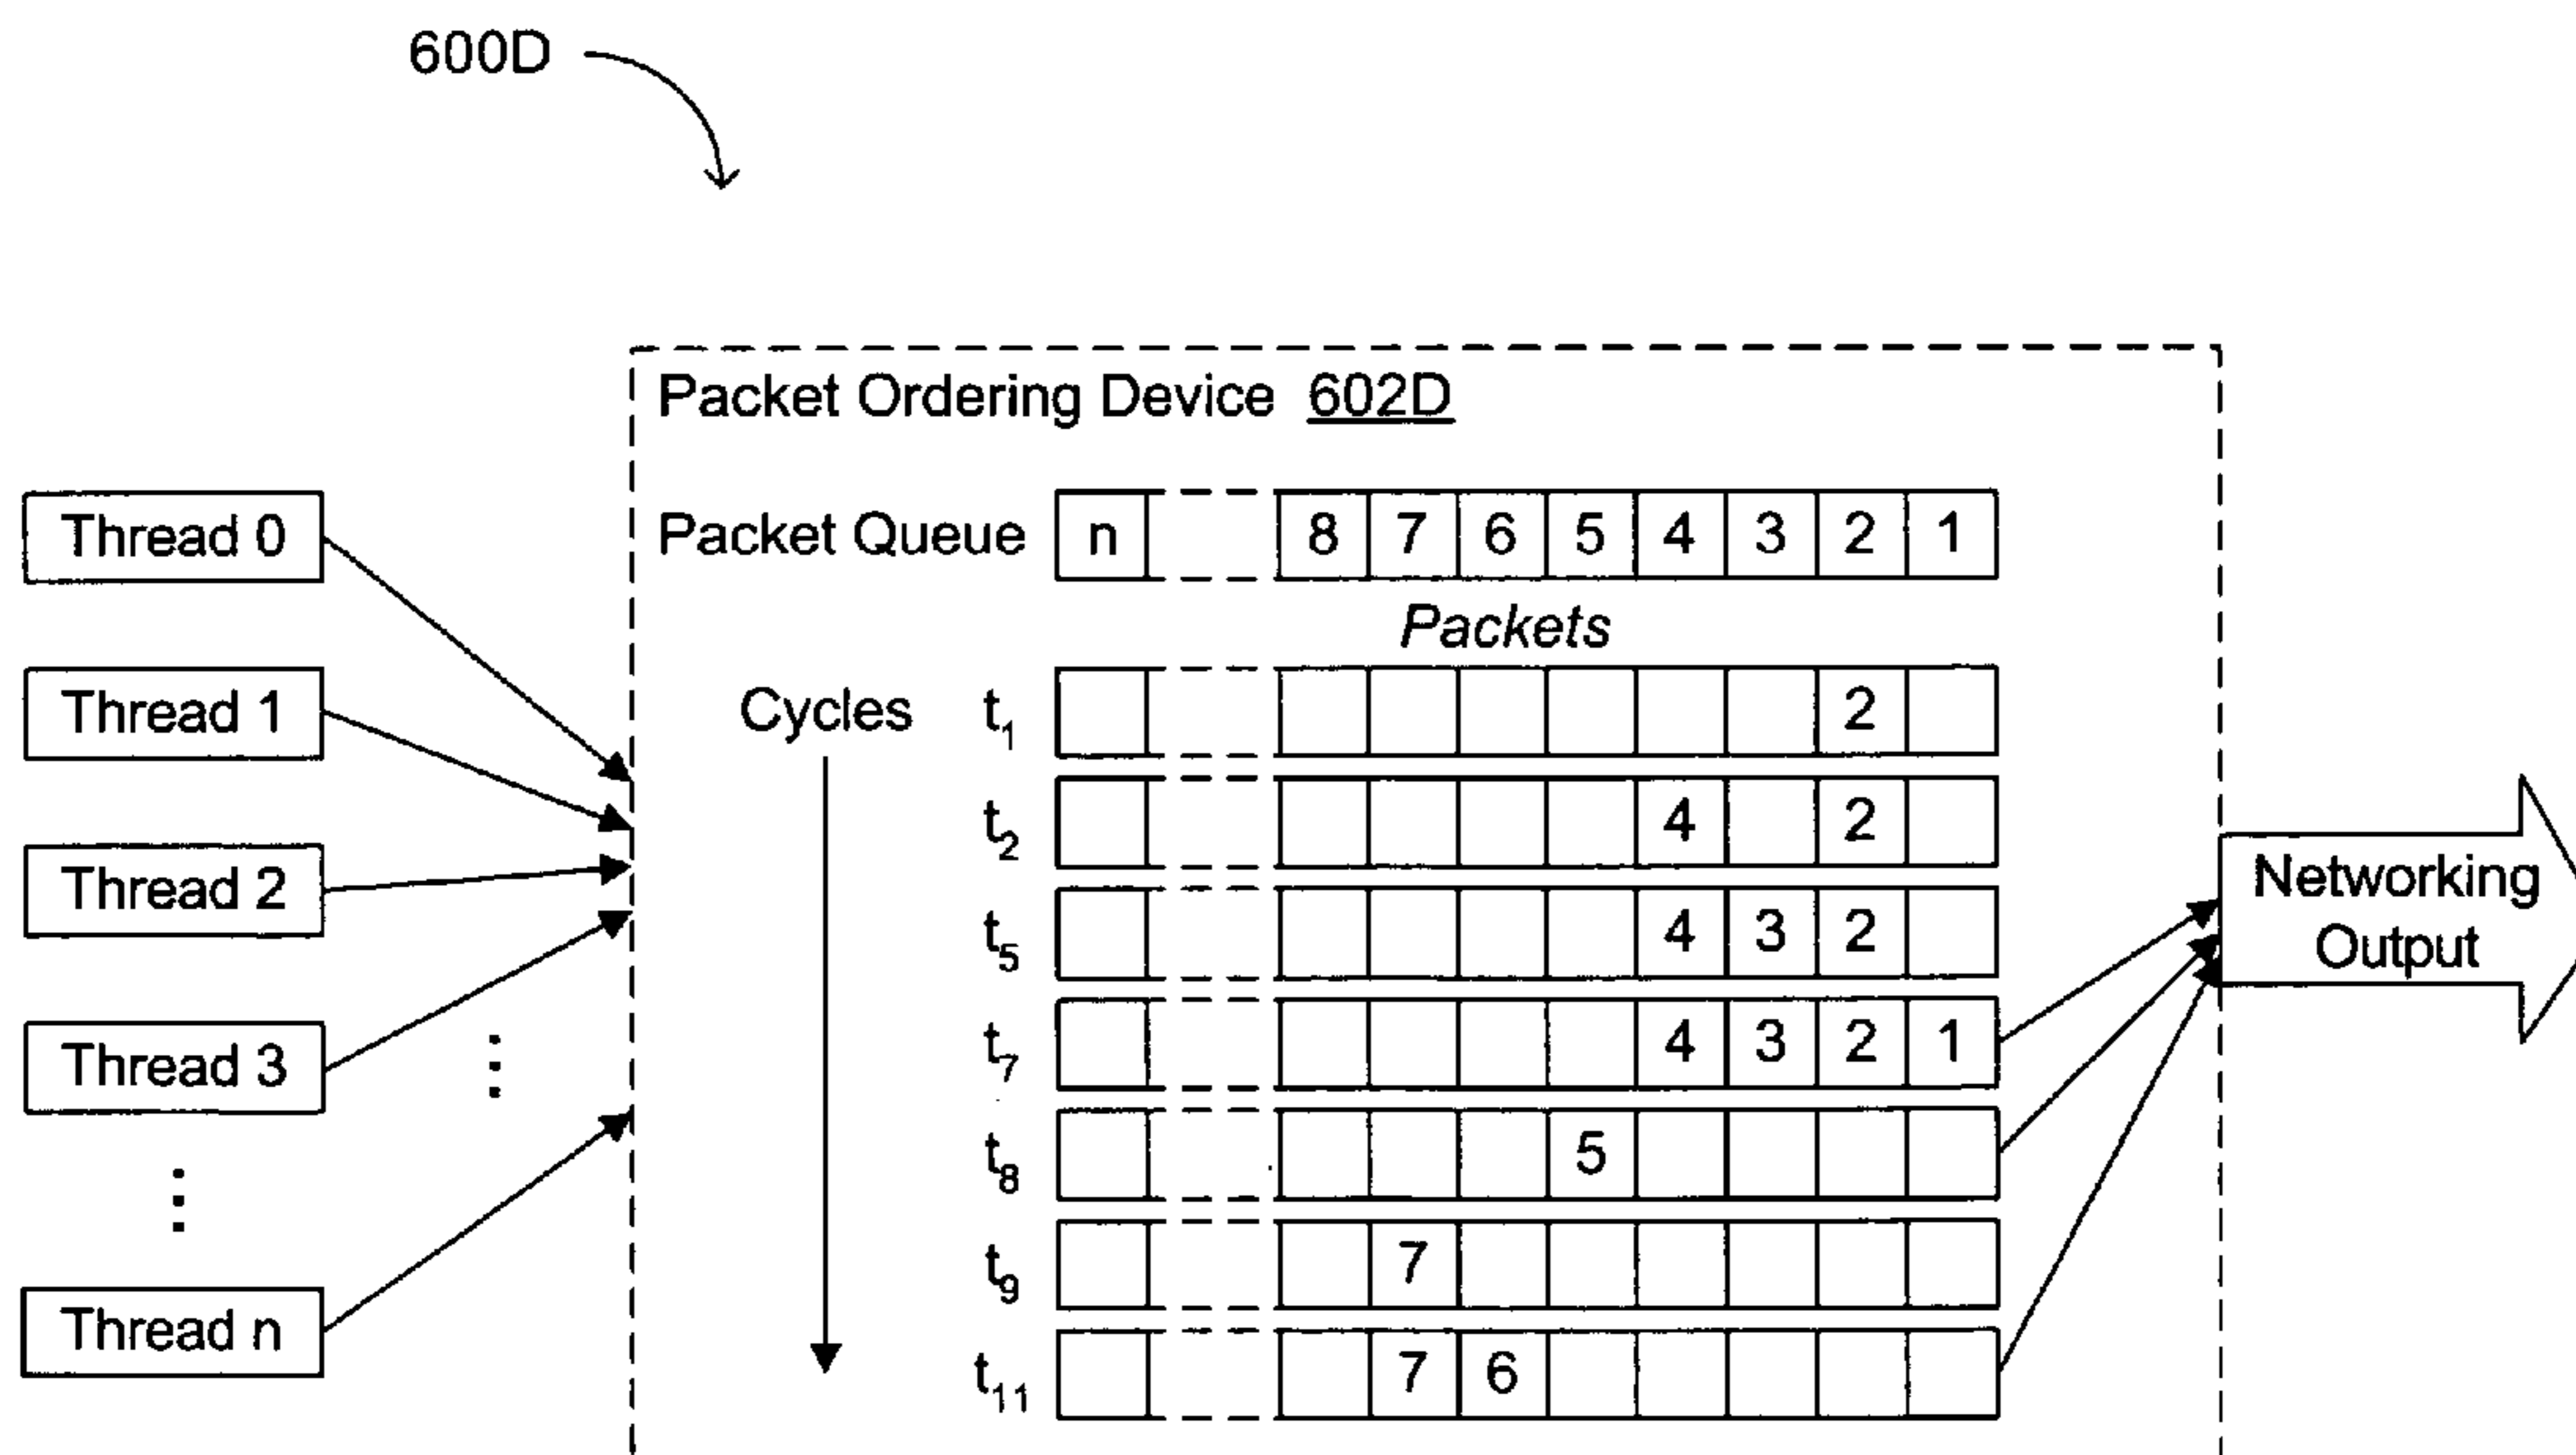 600D
Packet Ordering Device 602D
Packet Queue n 8 7 6 5 4 3 2 1
Packets
Cycles
t1 2
t2 4 2
t5 4 3 2
t7 4 3 2 1
t8 5
t9 7
t11 7 6
Thread 0
Thread 1
Thread 2
Thread 3
Thread n
Networking
Output